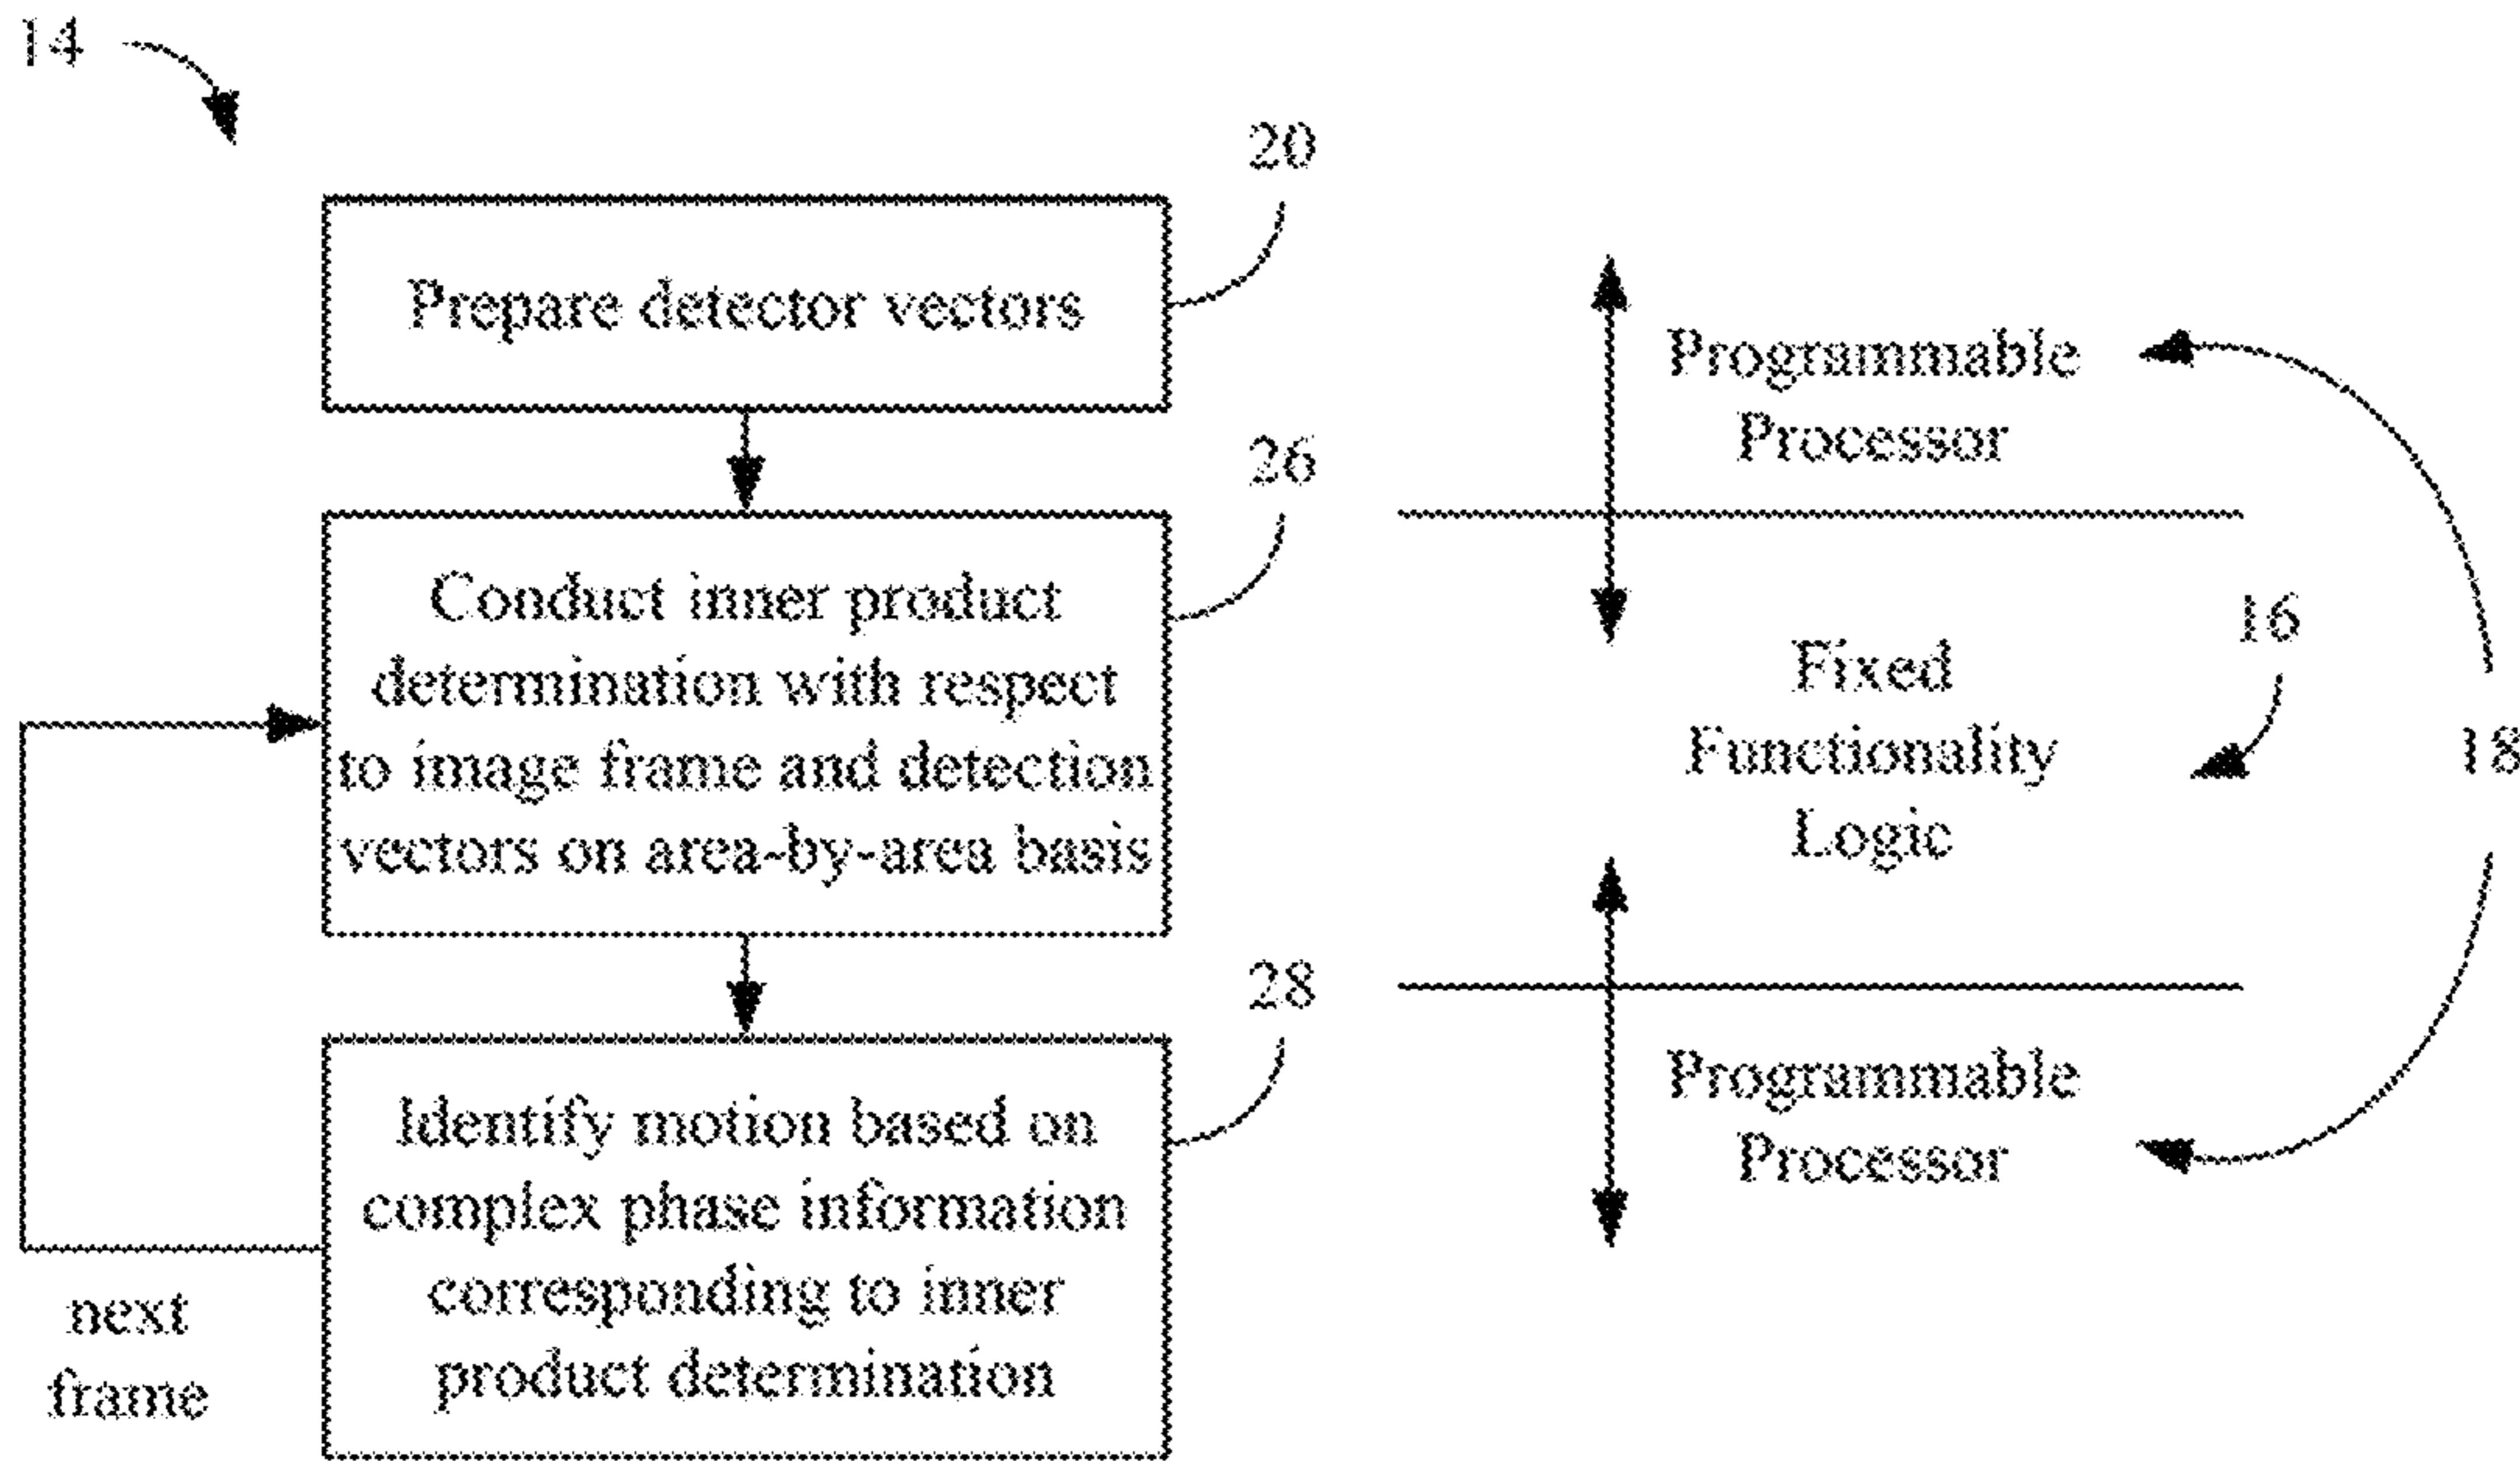 14
20
Prepare detector vectors
26
Conduct inner product
determination with respect
to image frame and detection
vectors on area-by-area basis
28
Identify motion based on
complex phase information
corresponding to inner
product determination
next
frame
Programmable
Processor
Fixed
Functionality
Logic
16
18
Programmable
Processor